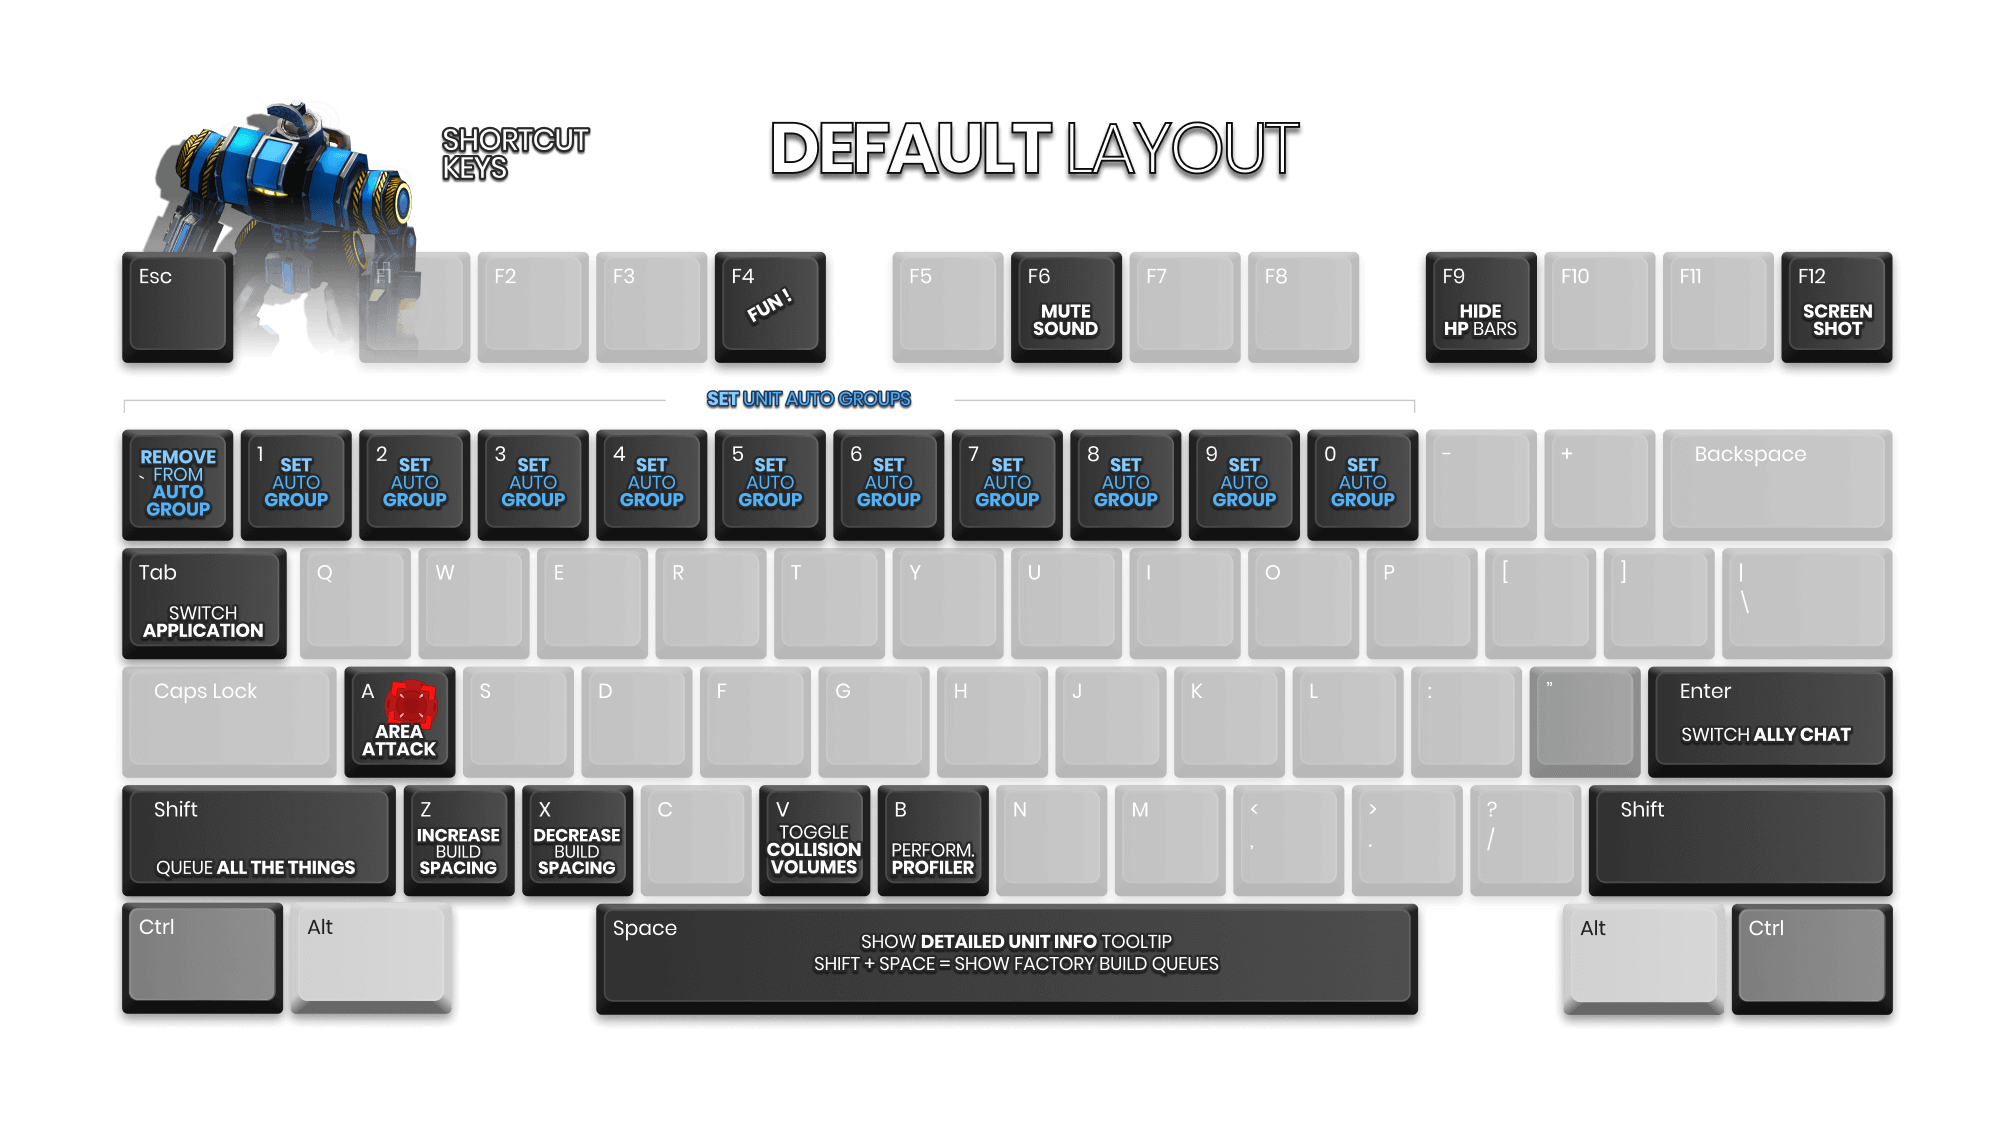 SHORTCUT
KEYS
DEFAULT LAYOUT
Esc
F1
F2
F3
F4
FUN !
F5
F6
MUTE
SOUND
F7
F8
F9
HIDE
HP BARS
F10
F11
F12
SCREEN
SHOT
SET UNIT AUTO GROUPS
`
REMOVE
FROM
AUTO
GROUP
1
SET
AUTO
GROUP
2
SET
AUTO
GROUP
3
SET
AUTO
GROUP
4
SET
AUTO
GROUP
5
SET
AUTO
GROUP
6
SET
AUTO
GROUP
7
SET
AUTO
GROUP
8
SET
AUTO
GROUP
9
SET
AUTO
GROUP
0
SET
AUTO
GROUP
-
+
Backspace
Tab
SWITCH
APPLICATION
Q
W
E
R
T
Y
U
I
O
P
[
]
|
\
Caps Lock
A
AREA
ATTACK
S
D
F
G
H
J
K
L
:
"
Enter
SWITCH ALLY CHAT
Shift
QUEUE ALL THE THINGS
Z
INCREASE
BUILD
SPACING
X
DECREASE
BUILD
SPACING
C
V
TOGGLE
COLLISION
VOLUMES
B
PERFORM.
PROFILER
N
M
<
,
>
.
?
/
Shift
Ctrl
Alt
Space
SHOW DETAILED UNIT INFO TOOLTIP
SHIFT + SPACE = SHOW FACTORY BUILD QUEUES
Alt
Ctrl